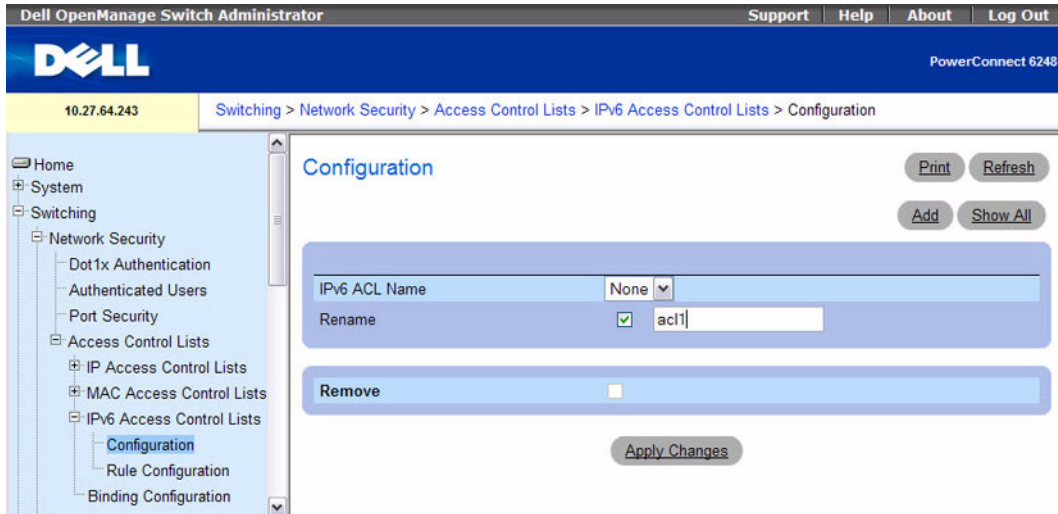 Dell OpenManage Switch Administrator
Support Help About Log Out
DELL
PowerConnect 6248
10.27.64.243
Switching > Network Security > Access Control Lists > IPv6 Access Control Lists > Configuration
Home
System
Switching
Network Security
Dot1x Authentication
Authenticated Users
Port Security
Access Control Lists
IP Access Control Lists
MAC Access Control Lists
IPv6 Access Control Lists
Configuration
Rule Configuration
Binding Configuration
Configuration
Print Refresh
Add Show All
IPv6 ACL Name None
Rename acl1
Remove
Apply Changes